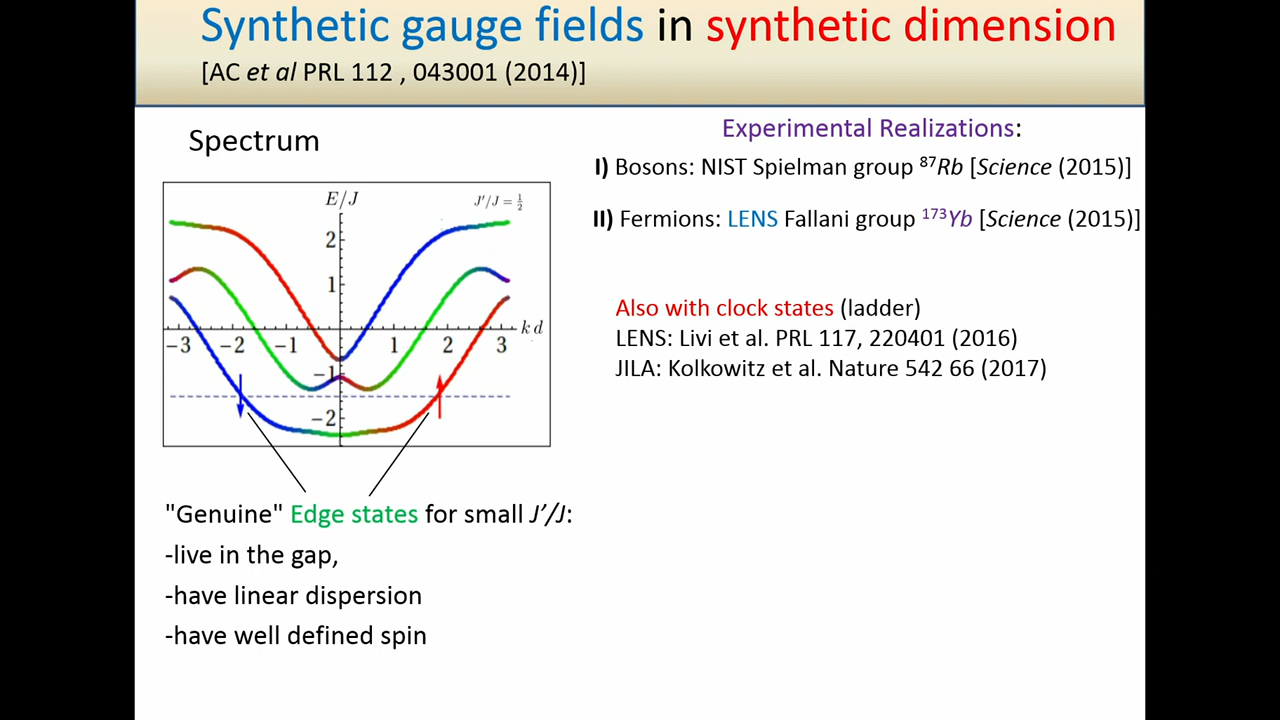 Synthetic gauge fields in synthetic dimension
[AC et al PRL 112 , 043001 (2014)]
Spectrum
E/J
J'/J = 1/2
2
1
-3 -2 -1 1 2 3 k d
-1
-2
"Genuine" Edge states for small J'/J:
-live in the gap,
-have linear dispersion
-have well defined spin
Experimental Realizations:
I) Bosons: NIST Spielman group ⁸⁷Rb [Science (2015)]
II) Fermions: LENS Fallani group ¹⁷³Yb [Science (2015)]
Also with clock states (ladder)
LENS: Livi et al. PRL 117, 220401 (2016)
JILA: Kolkowitz et al. Nature 542 66 (2017)